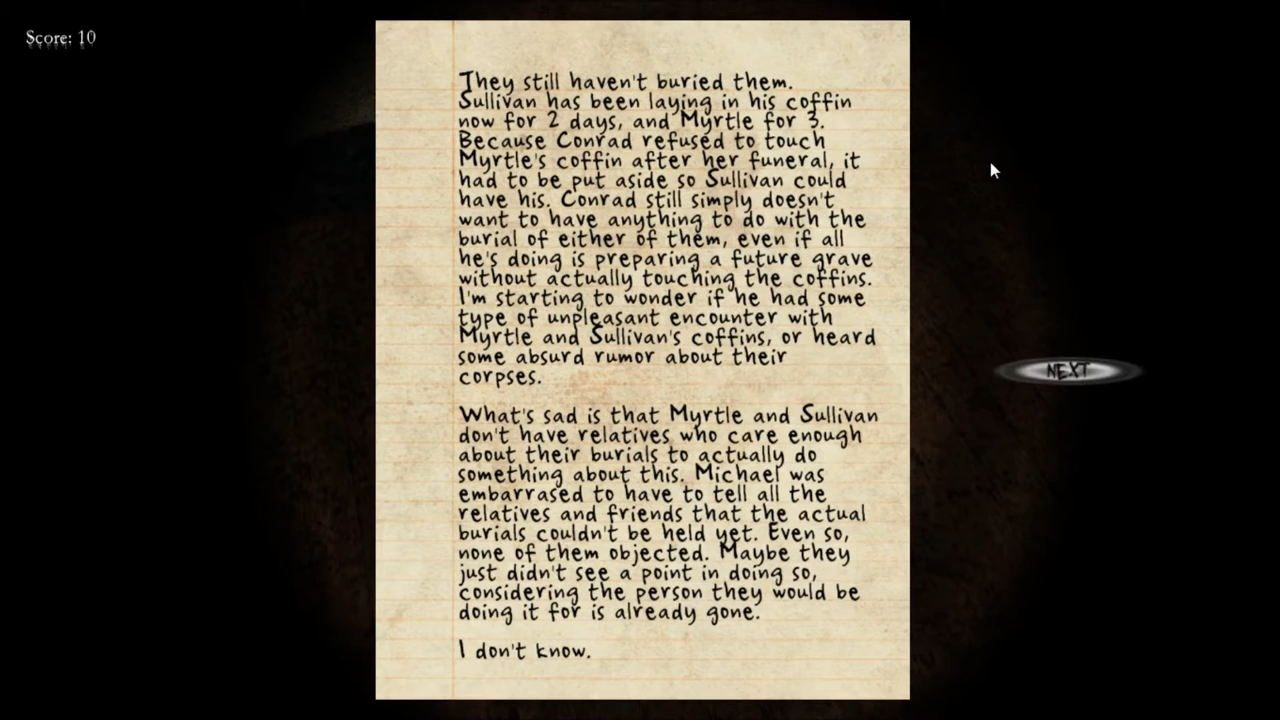 Score: 10
They still haven't buried them.
Sullivan has been laying in his coffin
now for 2 days, and Myrtle for 3.
Because Conrad refused to touch
Myrtle's coffin after her funeral, it
had to be put aside so Sullivan could
have his. Conrad still simply doesn't
want to have anything to do with the
burial of either of them, even if all
he's doing is preparing a future grave
without actually touching the coffins.
I'm starting to wonder if he had some
type of unpleasant encounter with
Myrtle and Sullivan's coffins, or heard
some absurd rumor about their
corpses.
What's sad is that Myrtle and Sullivan
don't have relatives who care enough
about their burials to actually do
something about this. Michael was
embarrased to have to tell all the
relatives and friends that the actual
burials couldn't be held yet. Even so,
none of them objected. Maybe they
just didn't see a point in doing so,
considering the person they would be
doing it for is already gone.
I don't know.
NEXT